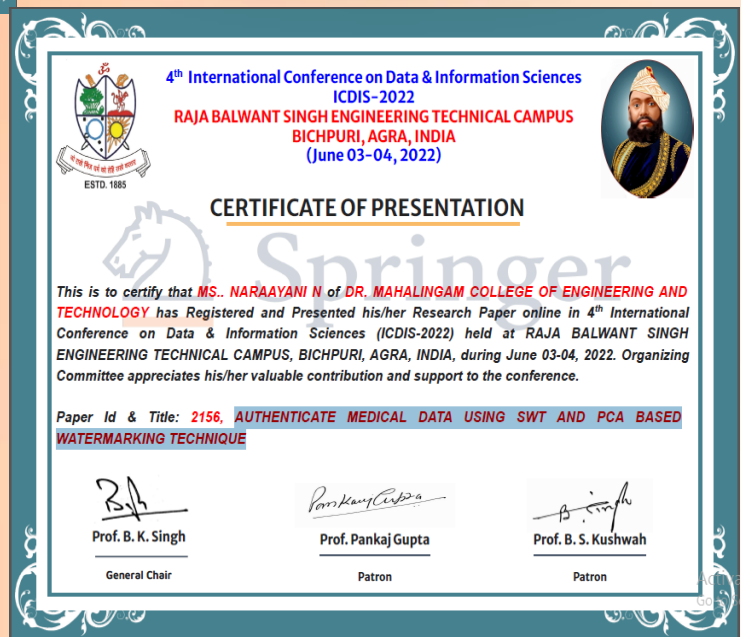 4th International Conference on Data & Information Sciences
ICDIS-2022
RAJA BALWANT SINGH ENGINEERING TECHNICAL CAMPUS
BICHPURI, AGRA, INDIA
(June 03-04, 2022)
ESTD. 1885
CERTIFICATE OF PRESENTATION
Springer
This is to certify that MS.. NARAAYANI N of DR. MAHALINGAM COLLEGE OF ENGINEERING AND
TECHNOLOGY has Registered and Presented his/her Research Paper online in 4th International
Conference on Data & Information Sciences (ICDIS-2022) held at RAJA BALWANT SINGH
ENGINEERING TECHNICAL CAMPUS, BICHPURI, AGRA, INDIA, during June 03-04, 2022. Organizing
Committee appreciates his/her valuable contribution and support to the conference.
Paper Id & Title: 2156, AUTHENTICATE MEDICAL DATA USING SWT AND PCA BASED
WATERMARKING TECHNIQUE
Pankaj Gupta
Prof. B. K. Singh
Prof. Pankaj Gupta
Prof. B. S. Kushwah
General Chair
Patron
Patron